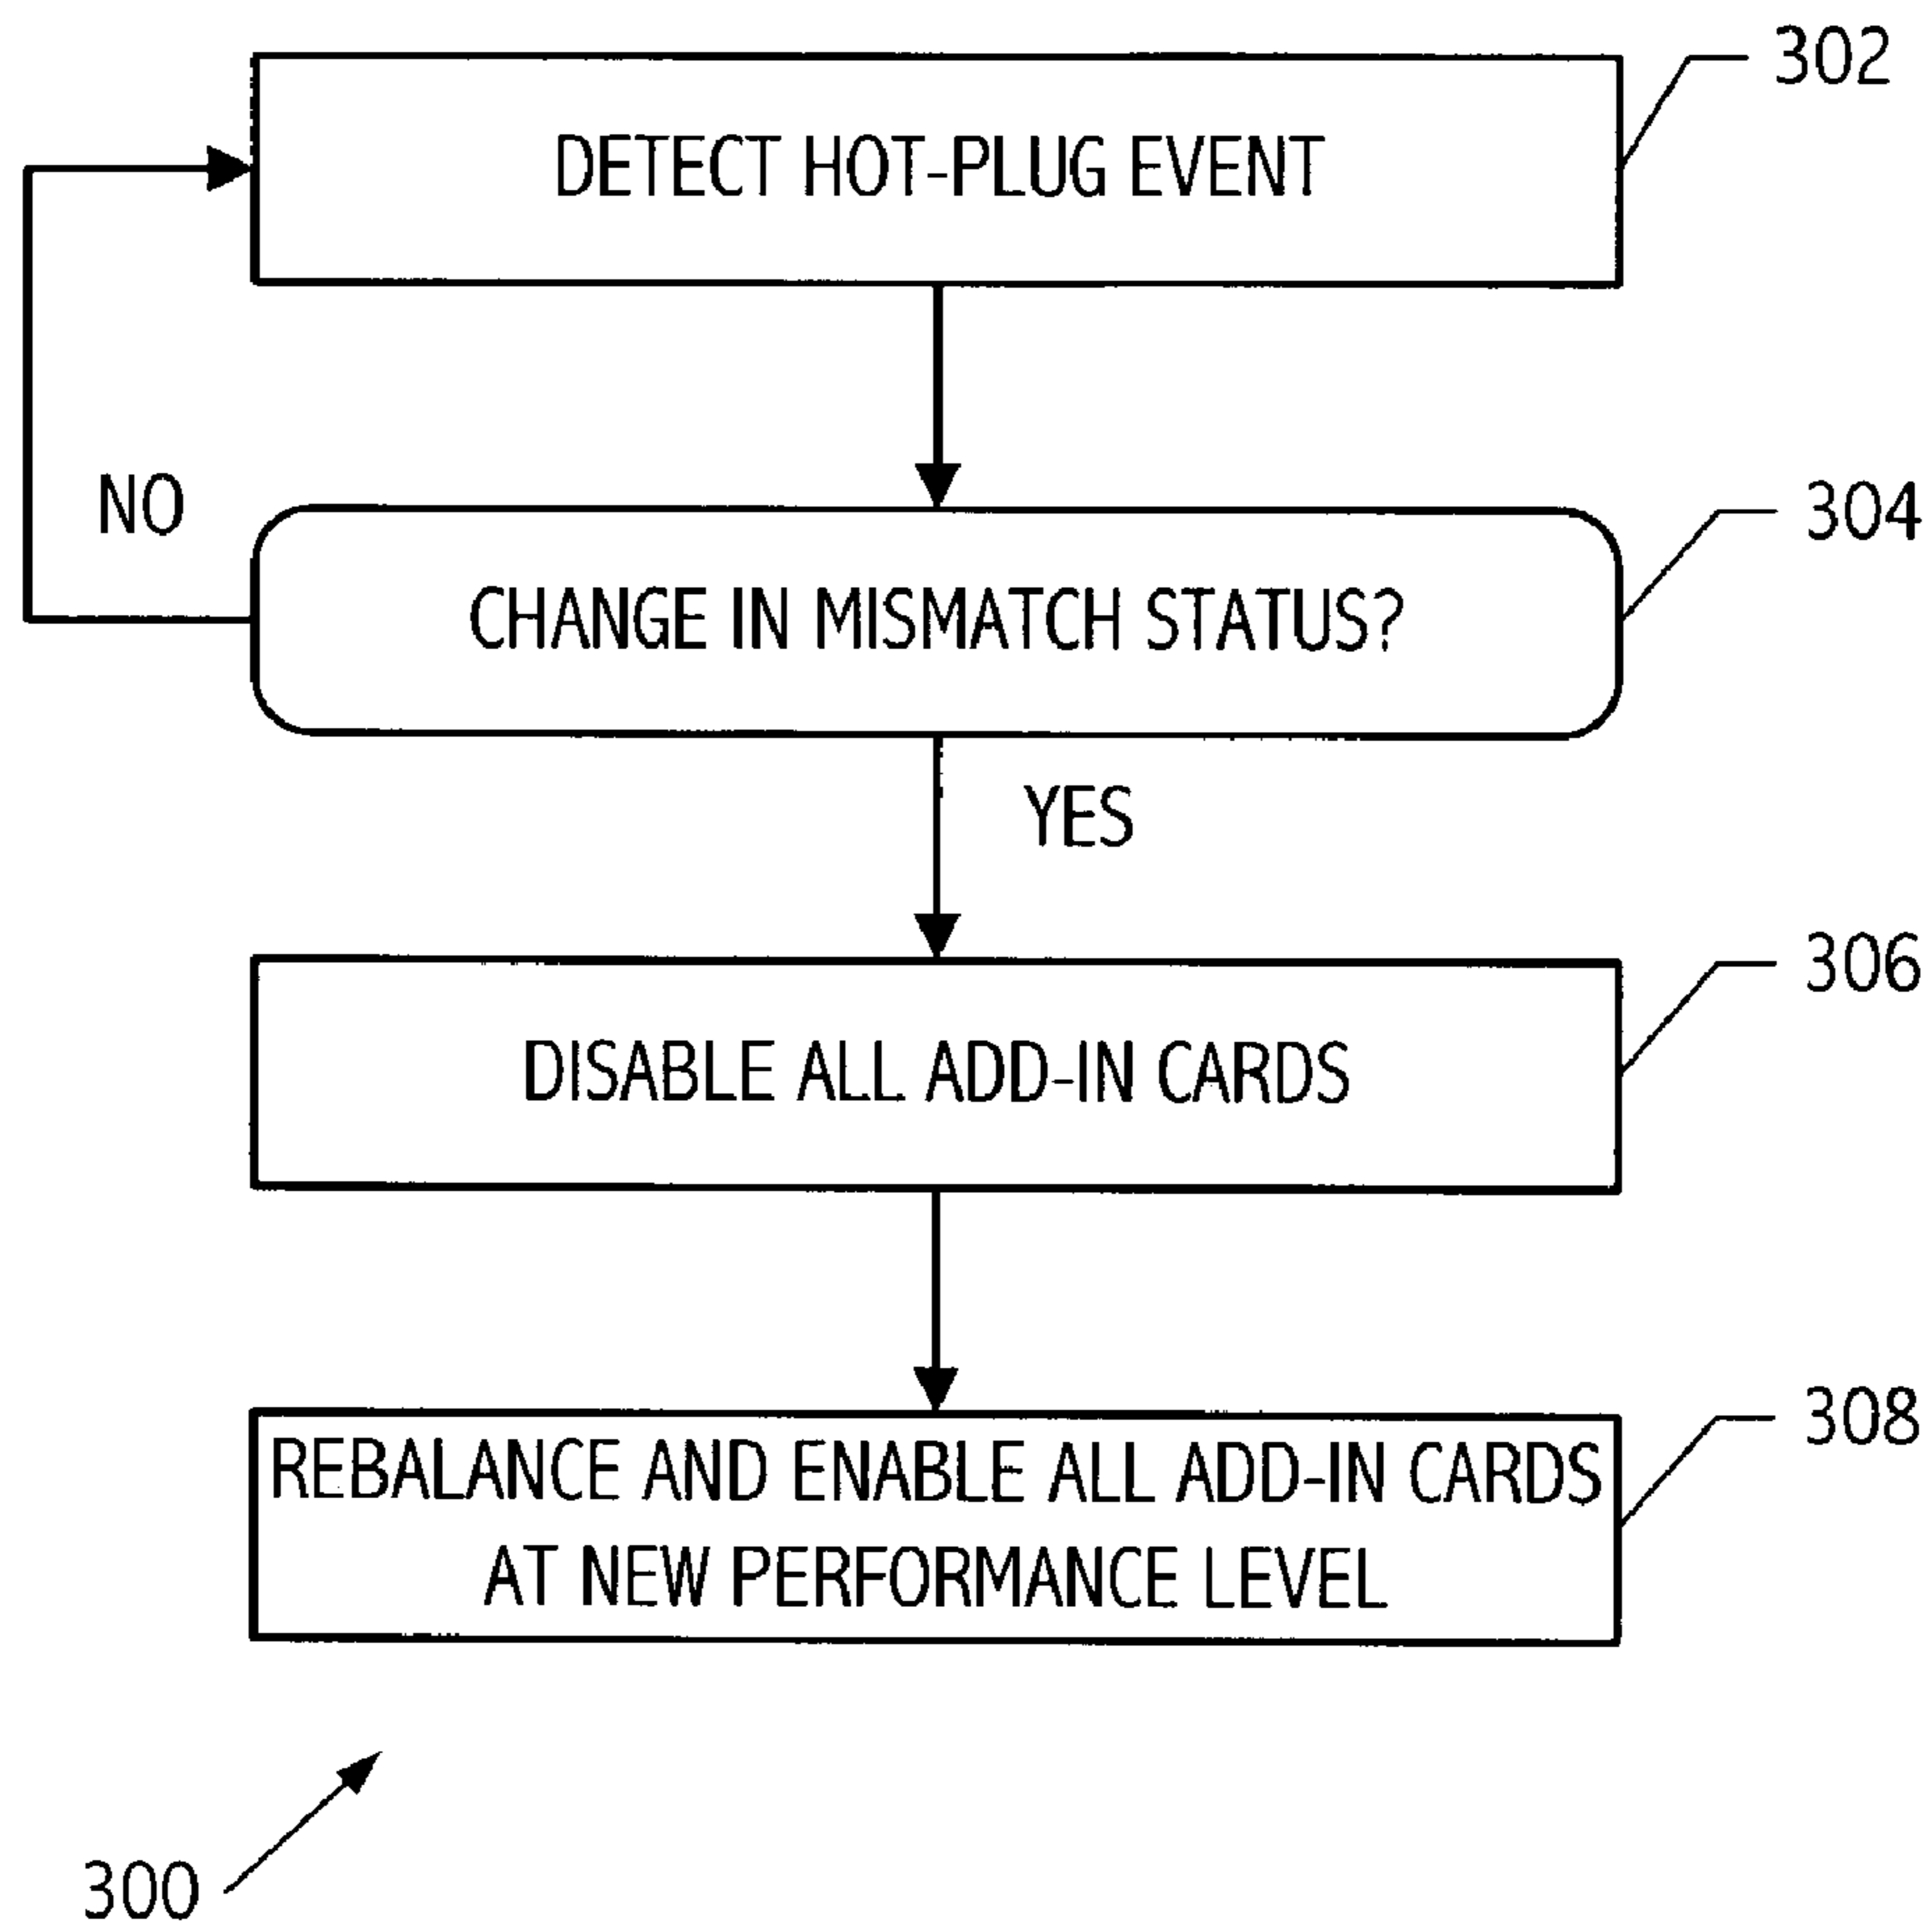 302
DETECT HOT-PLUG EVENT
NO
304
CHANGE IN MISMATCH STATUS?
YES
306
DISABLE ALL ADD-IN CARDS
308
REBALANCE AND ENABLE ALL ADD-IN CARDS
AT NEW PERFORMANCE LEVEL
300